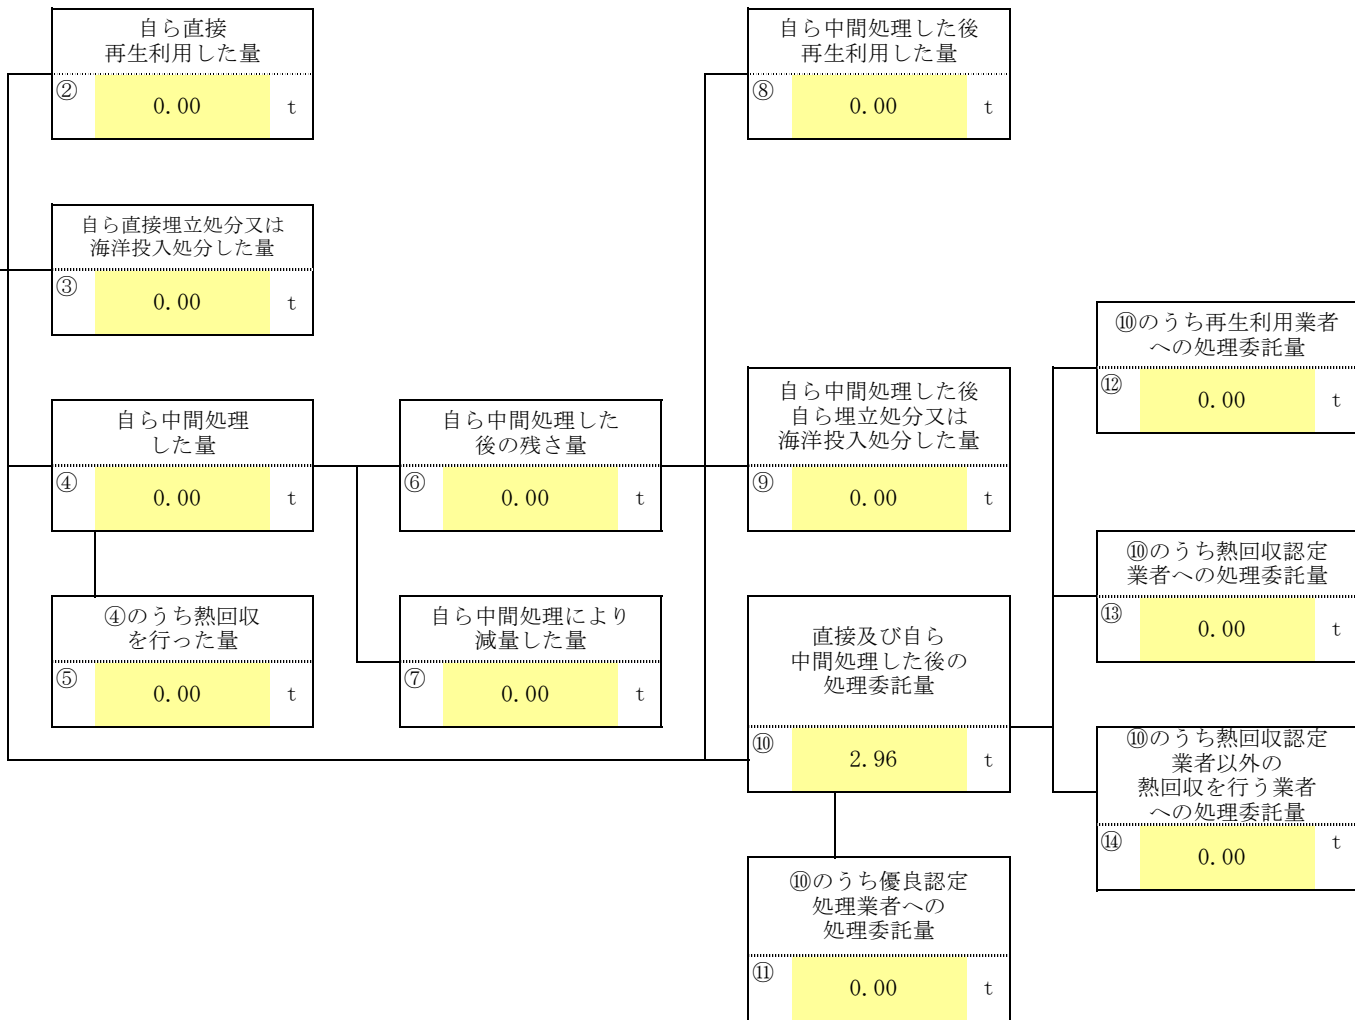 自ら直接
再生利用した量
②
0.00
t
自ら中間処理した後
再生利用した量
⑧
0.00
t
自ら直接埋立処分又は
海洋投入処分した量
③
0.00
t
自ら中間処理
した量
④
0.00
t
自ら中間処理した
後の残さ量
⑥
0.00
t
自ら中間処理した後
自ら埋立処分又は
海洋投入処分した量
⑨
0.00
t
⑩のうち再生利用業者
への処理委託量
⑫
0.00
t
④のうち熱回収
を行った量
⑤
0.00
t
自ら中間処理により
減量した量
⑦
0.00
t
直接及び自ら
中間処理した後の
処理委託量
⑩
2.96
t
⑩のうち熱回収認定
業者への処理委託量
⑬
0.00
t
⑩のうち熱回収認定
業者以外の
熱回収を行う業者
への処理委託量
⑭
0.00
t
⑩のうち優良認定
処理業者への
処理委託量
⑪
0.00
t